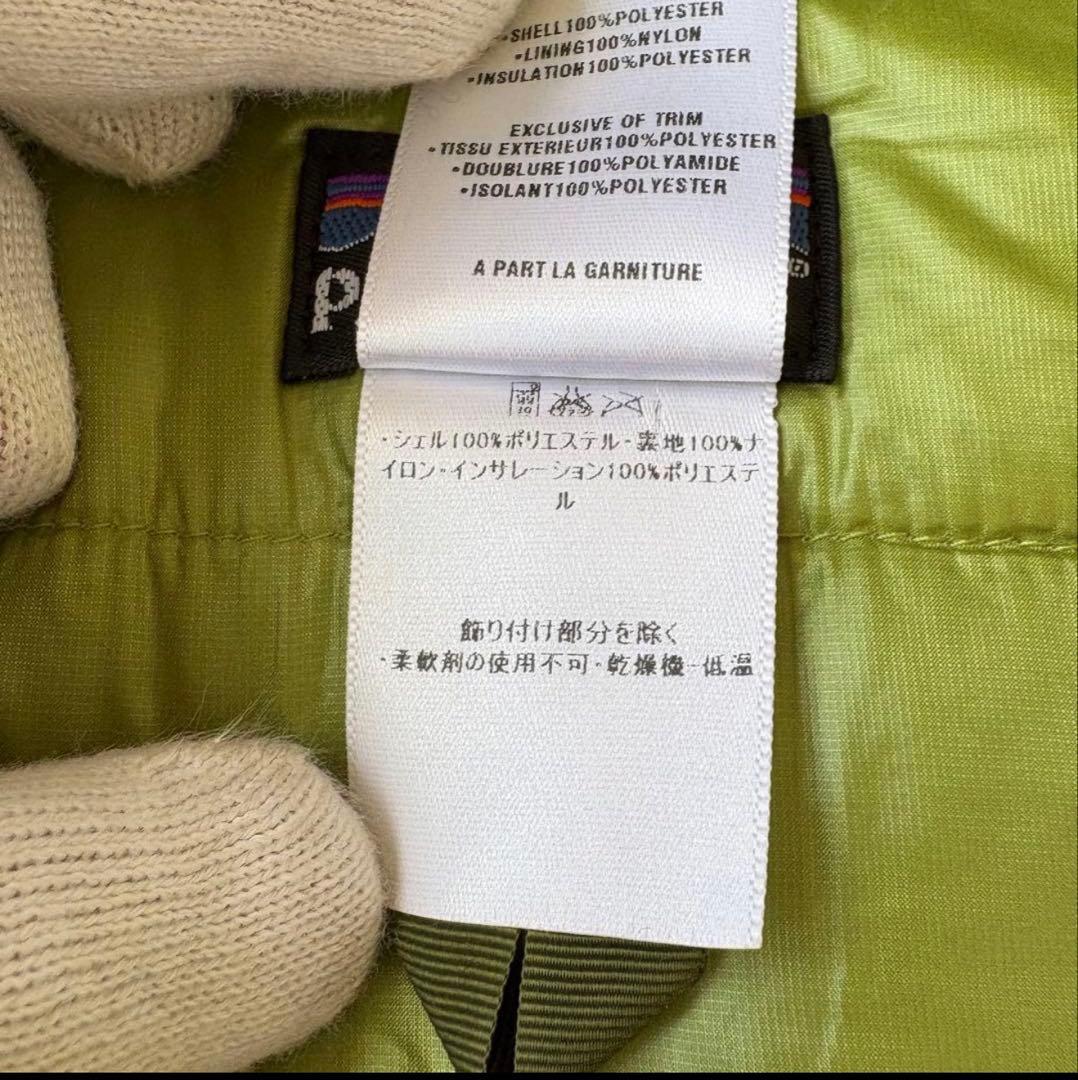 •SHELL100%POLYESTER
•LINING100%NYLON
•INSULATION100%POLYESTER
EXCLUSIVE OF TRIM
•TISSU EXTERIEUR100%POLYESTER
•DOUBLURE100%POLYAMIDE
•ISOLANT100%POLYESTER
A PART LA GARNITURE
p ®
・シェル100%ポリエステル・裏地100%ナ
イロン・インサレーション100%ポリエステ
ル
飾り付け部分を除く
・柔軟剤の使用不可・乾燥機-低温